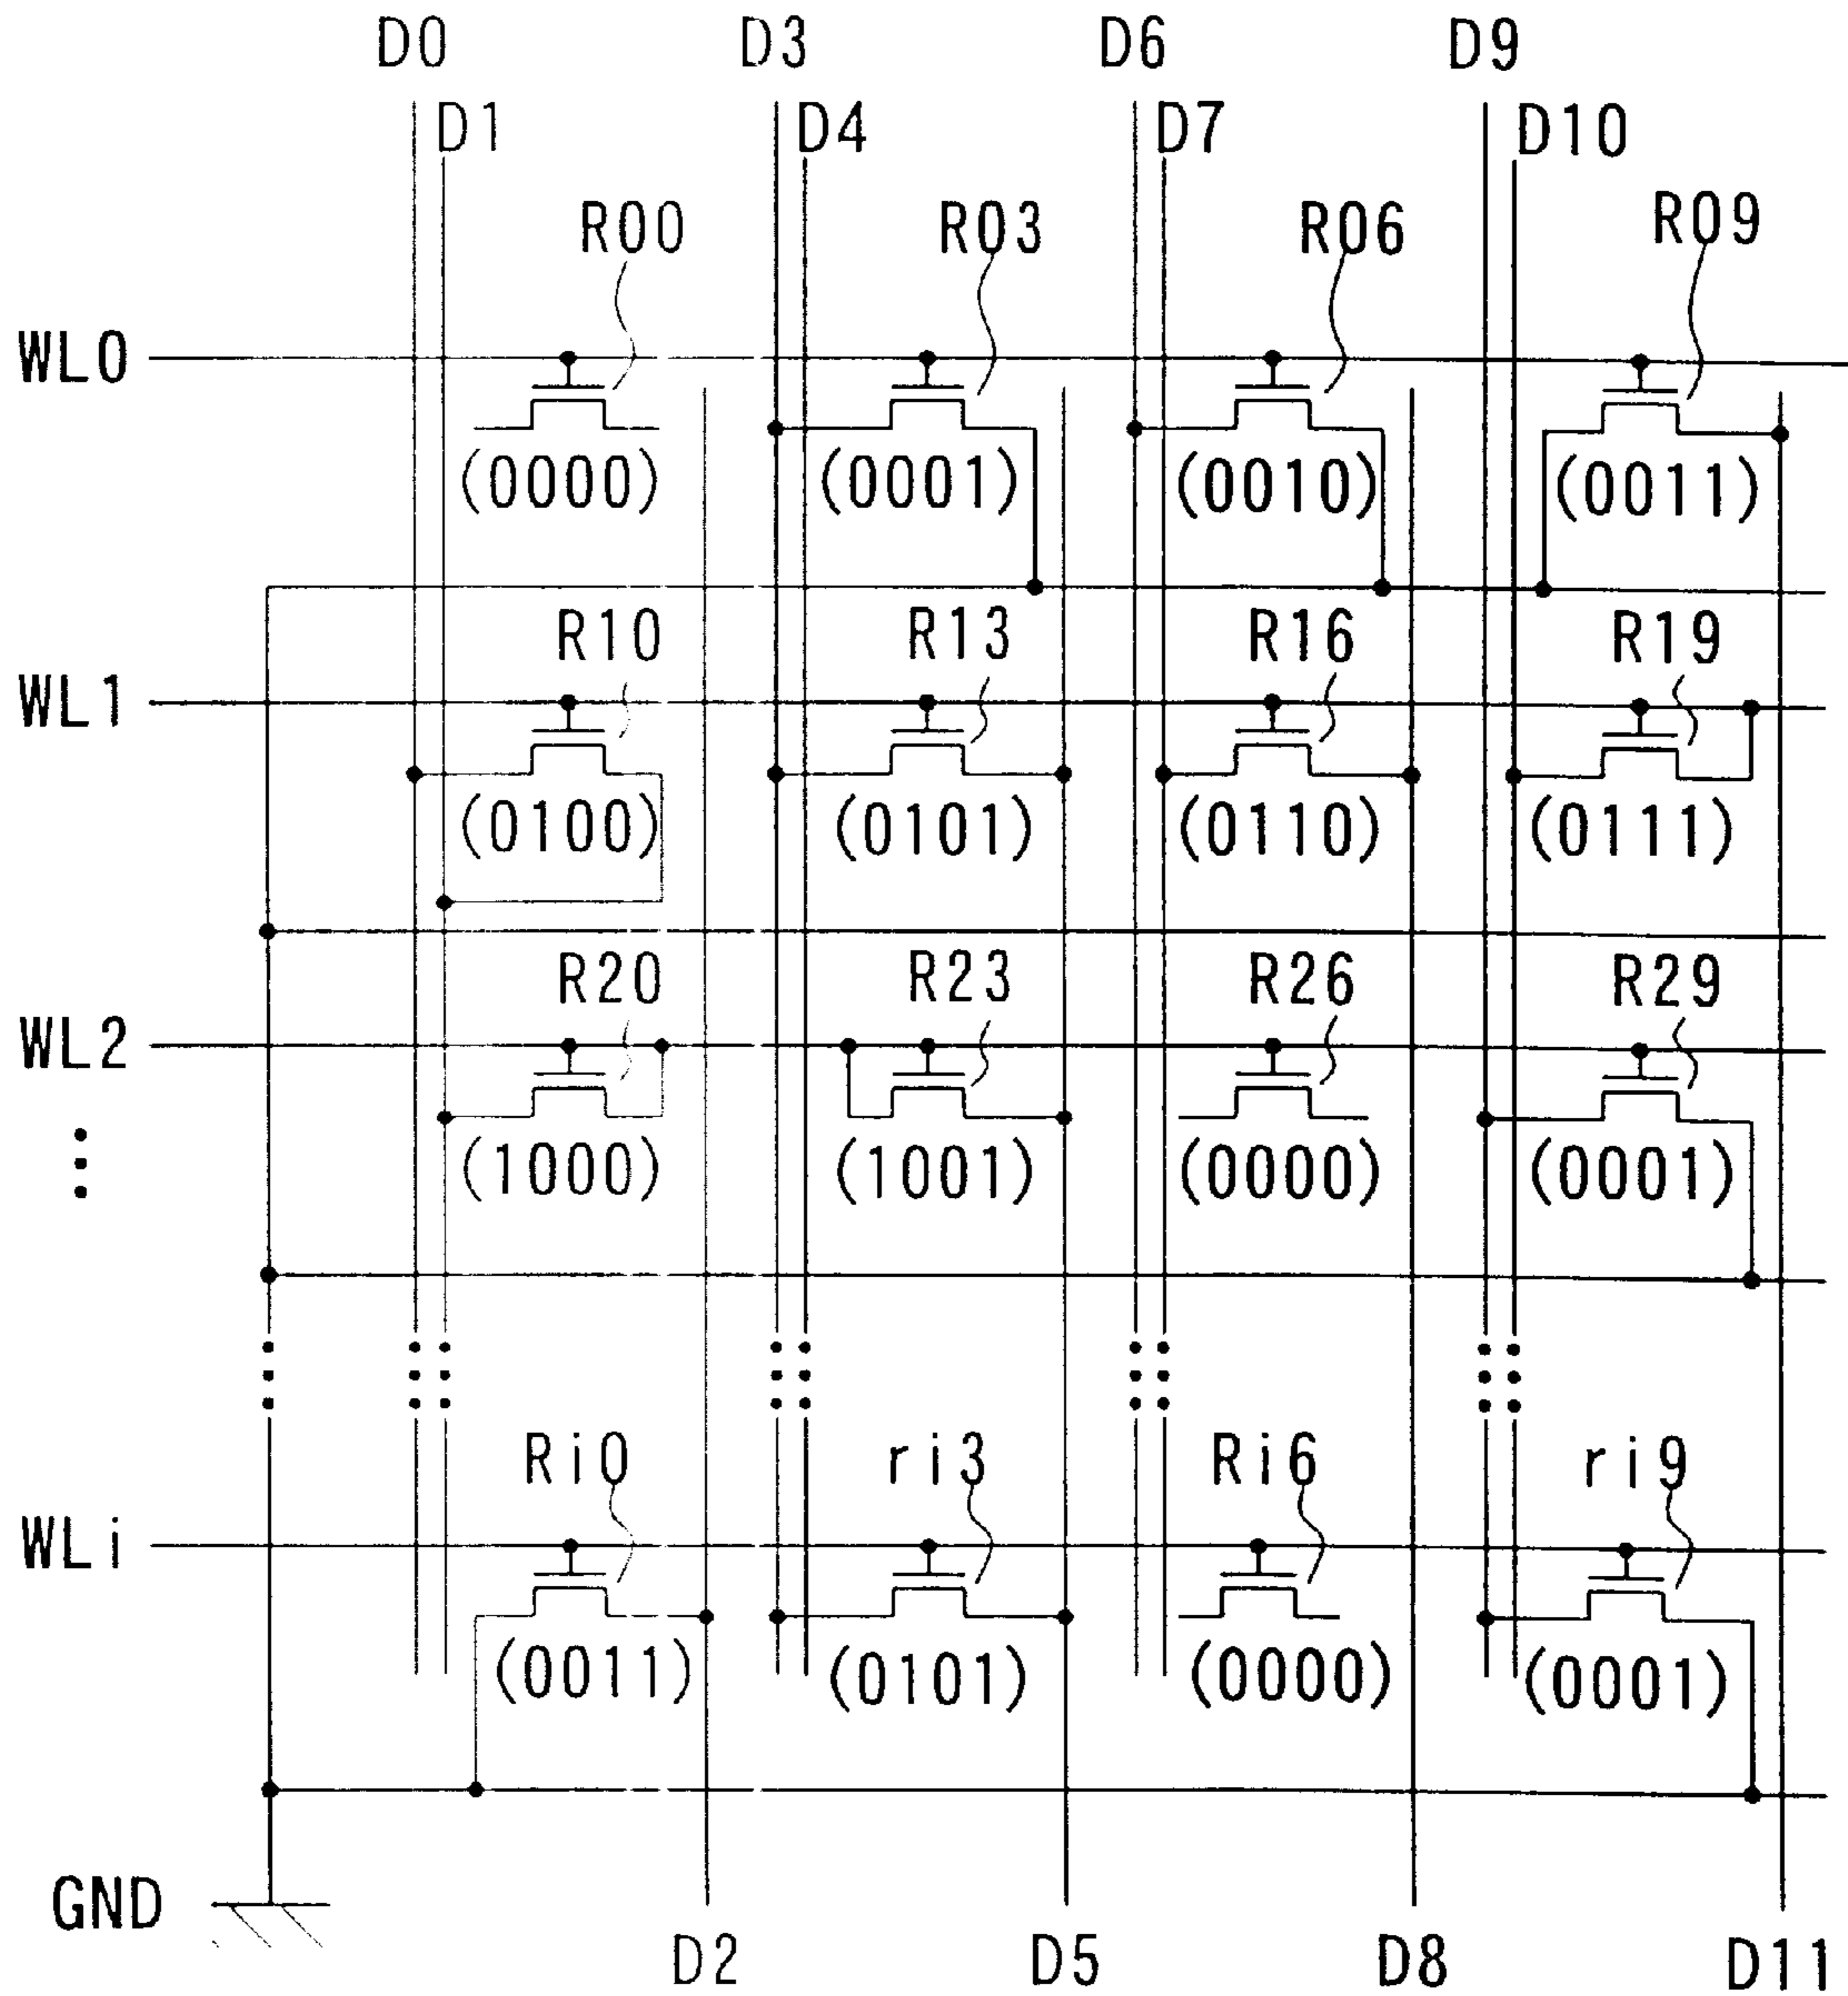 D0 D3 D6 D9
D1 D4 D7 D10
R00 R03 R06 R09
WL0
(0000) (0001) (0010) (0011)
R10 R13 R16 R19
WL1
(0100) (0101) (0110) (0111)
R20 R23 R26 R29
WL2
(1000) (1001) (0000) (0001)
Ri0 ri3 Ri6 ri9
WLi
(0011) (0101) (0000) (0001)
GND
D2 D5 D8 D11